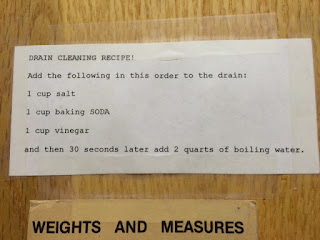 DRAIN CLEANING RECIPE!
Add the following in this order to the drain:
1 cup salt
1 cup baking SODA
1 cup vinegar
and then 30 seconds later add 2 quarts of boiling water.
WEIGHTS AND MEASURES